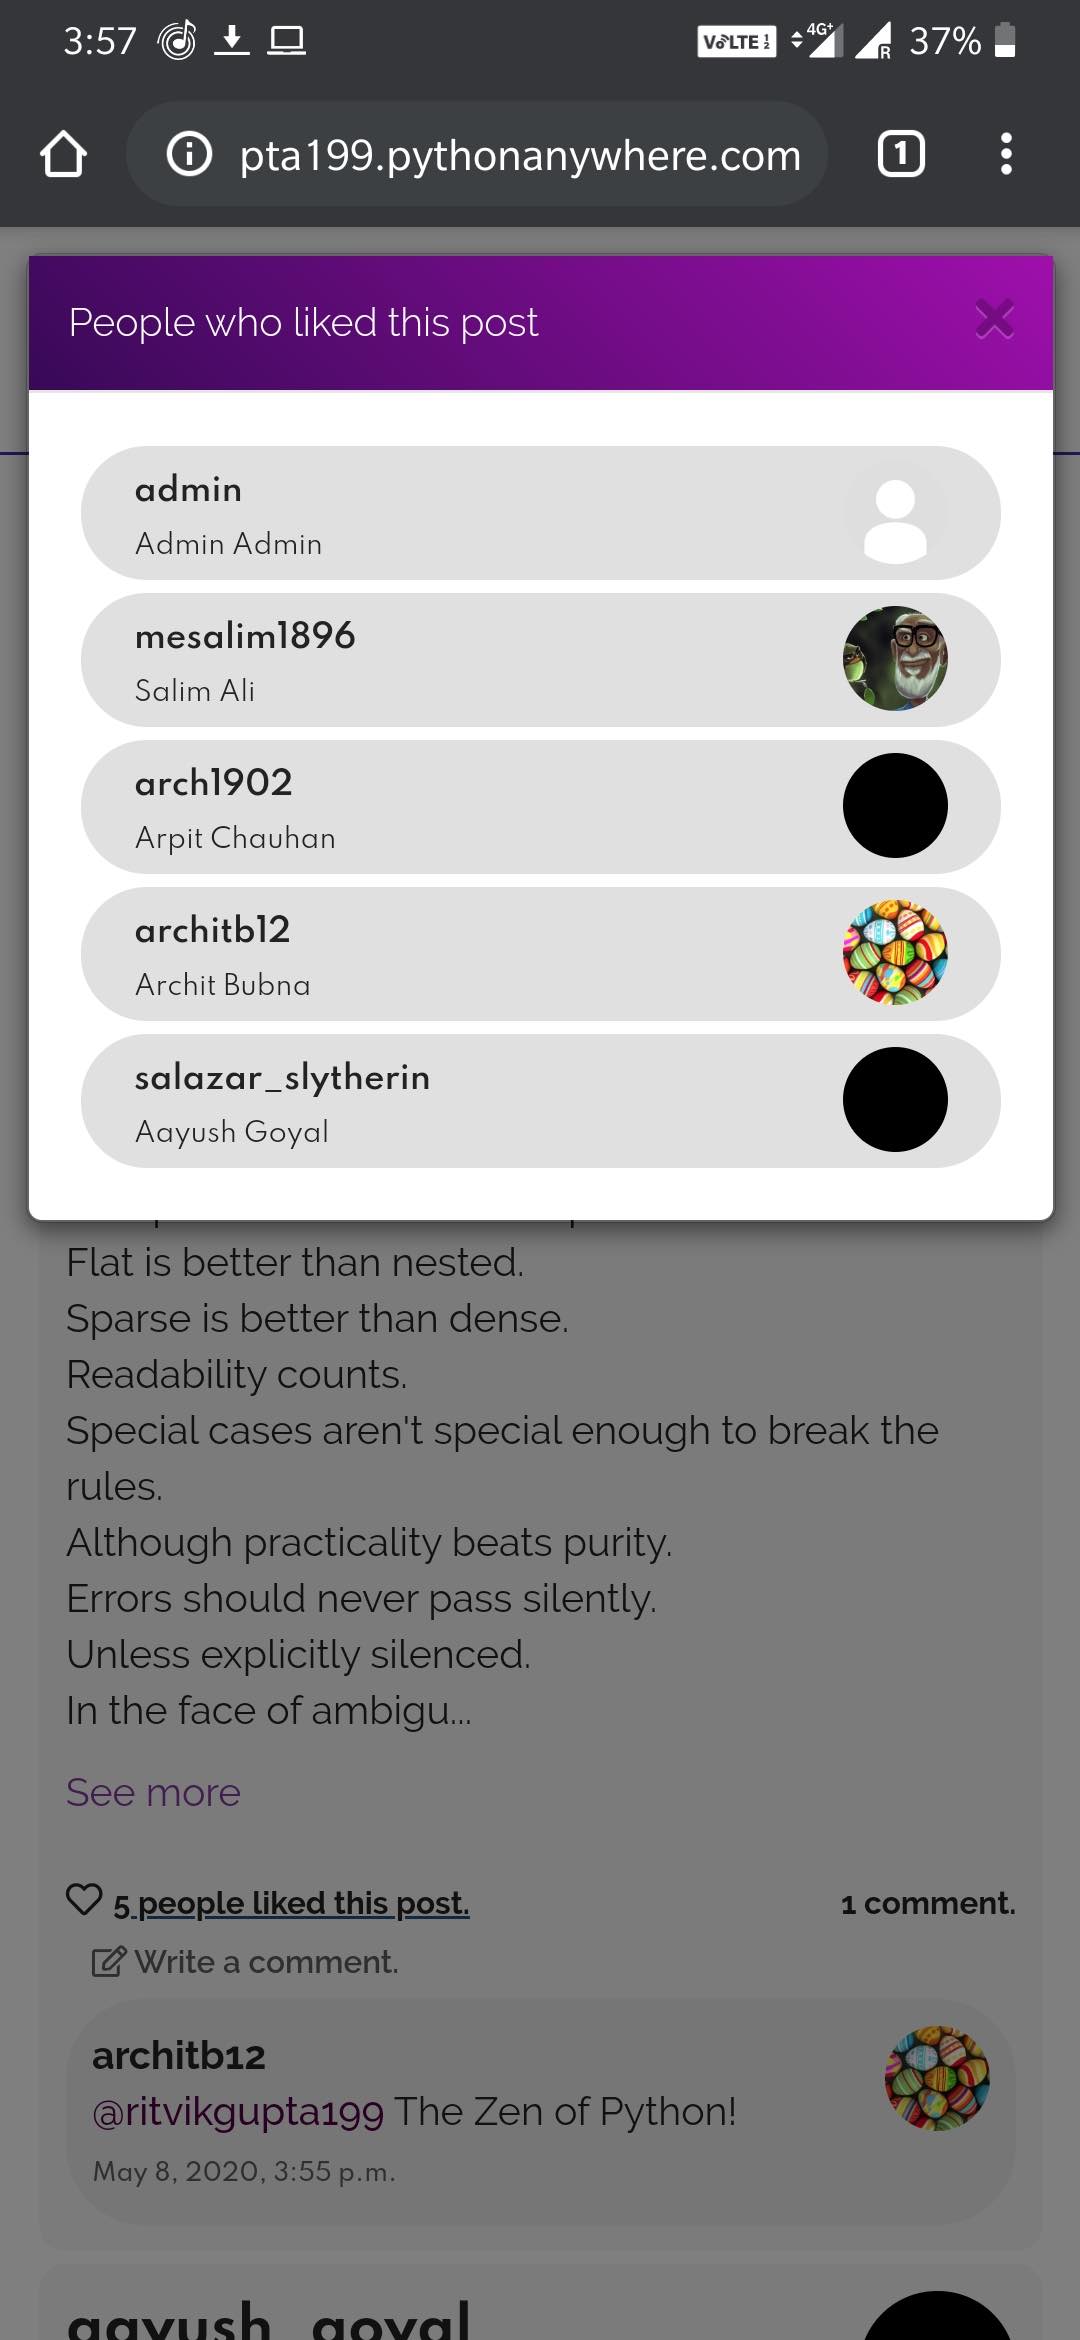 3:57 VoLTE 1 2 4G+ R 37%
pta199.pythonanywhere.com 1
People who liked this post
admin
Admin Admin
mesalim1896
Salim Ali
arch1902
Arpit Chauhan
architb12
Archit Bubna
salazar_slytherin
Aayush Goyal
Flat is better than nested.
Sparse is better than dense.
Readability counts.
Special cases aren't special enough to break the
rules.
Although practicality beats purity.
Errors should never pass silently.
Unless explicitly silenced.
In the face of ambigu...
See more
5 people liked this post. 1 comment.
Write a comment.
architb12
@ritvikgupta199 The Zen of Python!
May 8, 2020, 3:55 p.m.
aayush_goyal